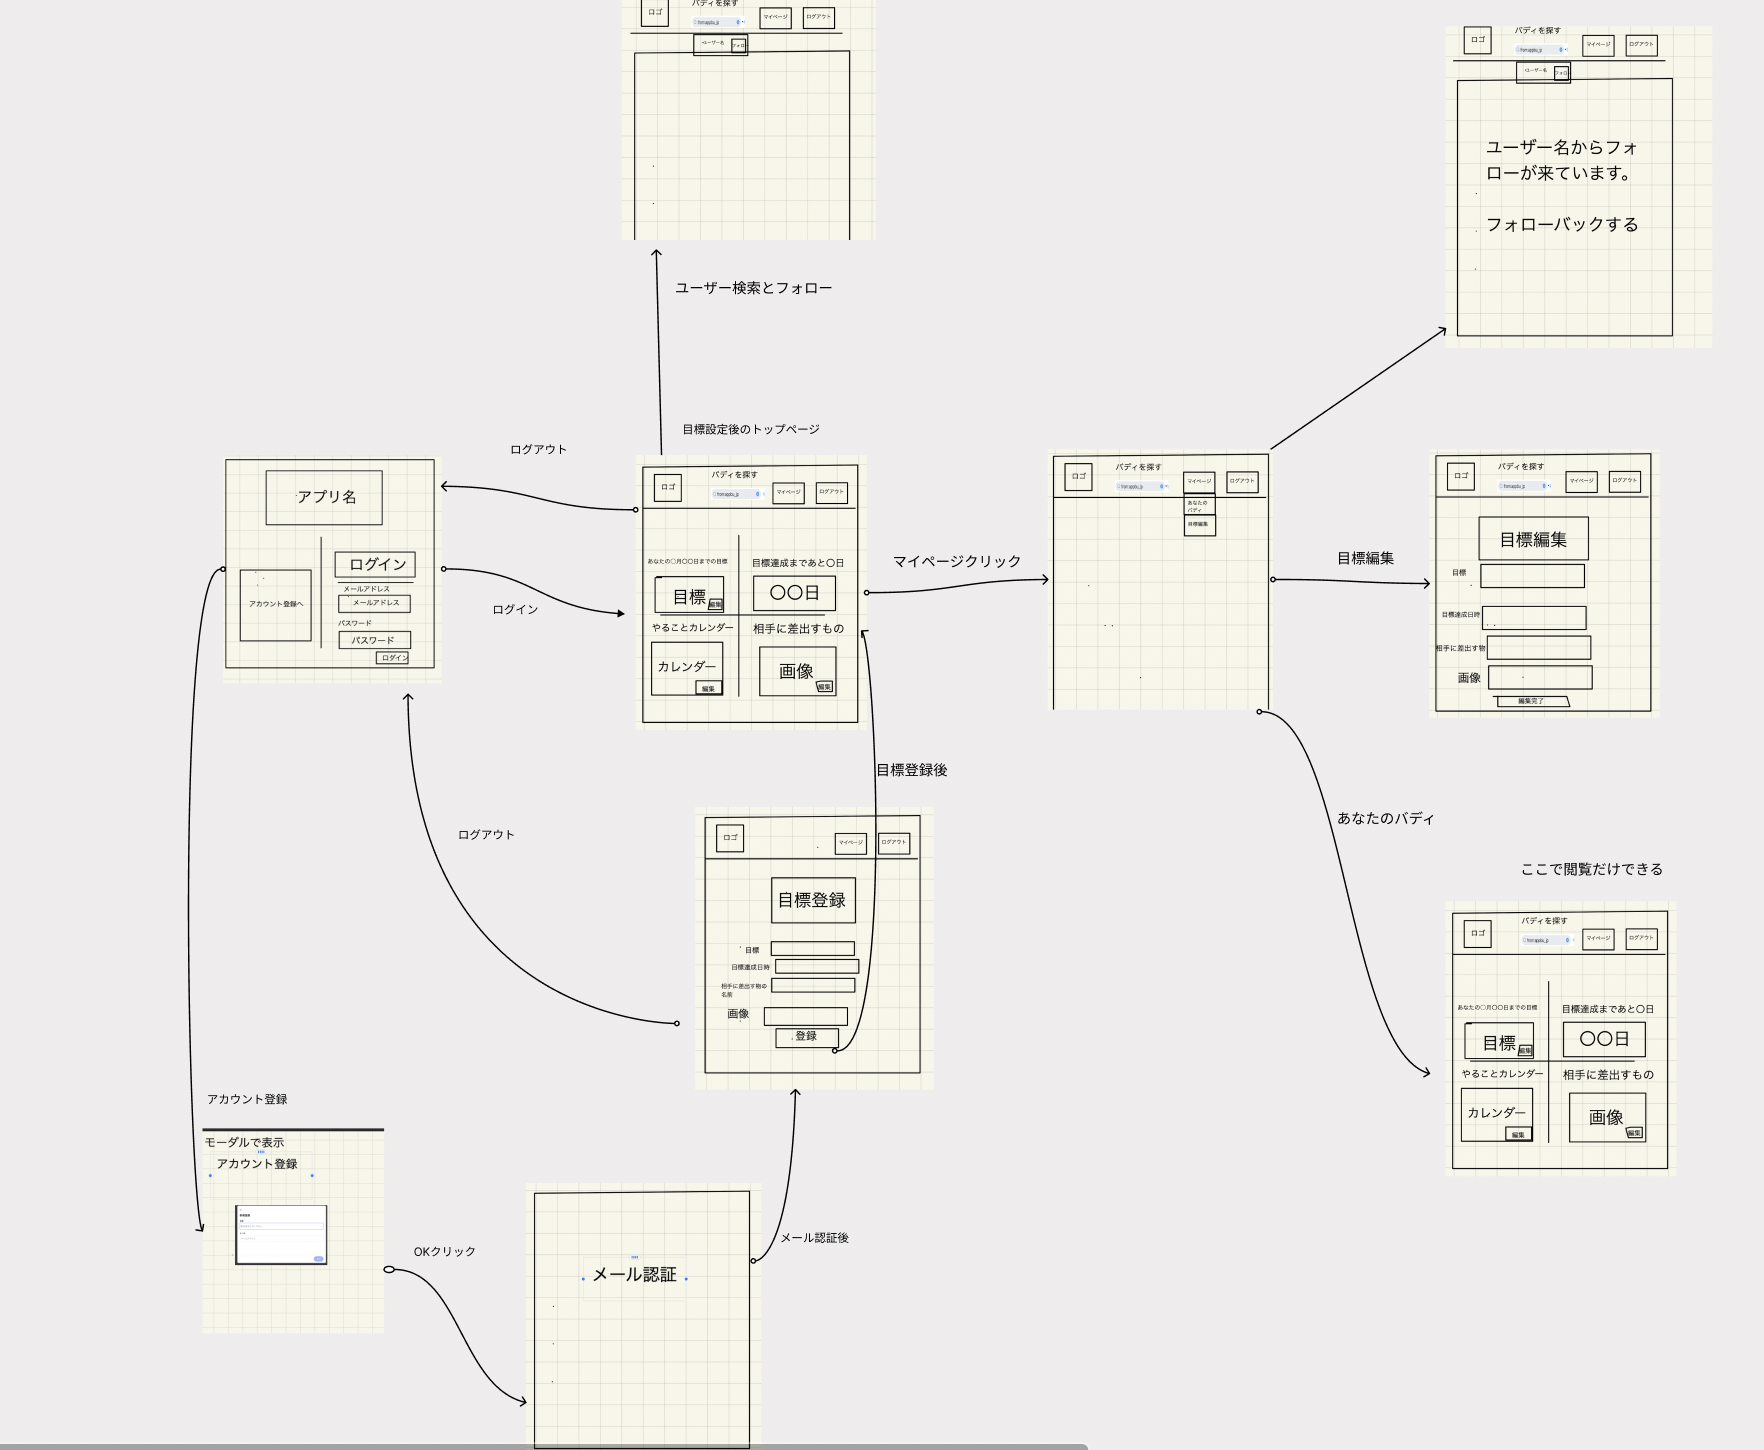 バディを探す
ロゴ
マイページ
ログアウト
ユーザー名
フォロー
バディを探す
ロゴ
マイページ
ログアウト
ユーザー名
フォロー
ユーザー名からフォ
ローが来ています。
フォローバックする
ユーザー検索とフォロー
目標設定後のトップページ
ログアウト
アプリ名
ログイン
メールアドレス
メールアドレス
アカウント登録へ
パスワード
パスワード
ログイン
ログイン
バディを探す
ロゴ
マイページ
ログアウト
あなたの〇月〇〇日までの目標
目標達成まであと〇日
目標
編集
〇〇日
やることカレンダー
相手に差出すもの
カレンダー
編集
画像
編集
マイページクリック
バディを探す
ロゴ
マイページ
ログアウト
あなたの
バディ
目標編集
目標編集
バディを探す
ロゴ
マイページ
ログアウト
目標編集
目標
目標達成日時
相手に差出す物
画像
編集完了
目標登録後
ログアウト
ロゴ
マイページ
ログアウト
目標登録
目標
目標達成日時
相手に差出す物の
名前
画像
登録
あなたのバディ
ここで閲覧だけできる
バディを探す
ロゴ
マイページ
ログアウト
あなたの〇月〇〇日までの目標
目標達成まであと〇日
目標
編集
〇〇日
やることカレンダー
相手に差出すもの
カレンダー
編集
画像
編集
アカウント登録
モーダルで表示
アカウント登録
OKクリック
メール認証
メール認証後